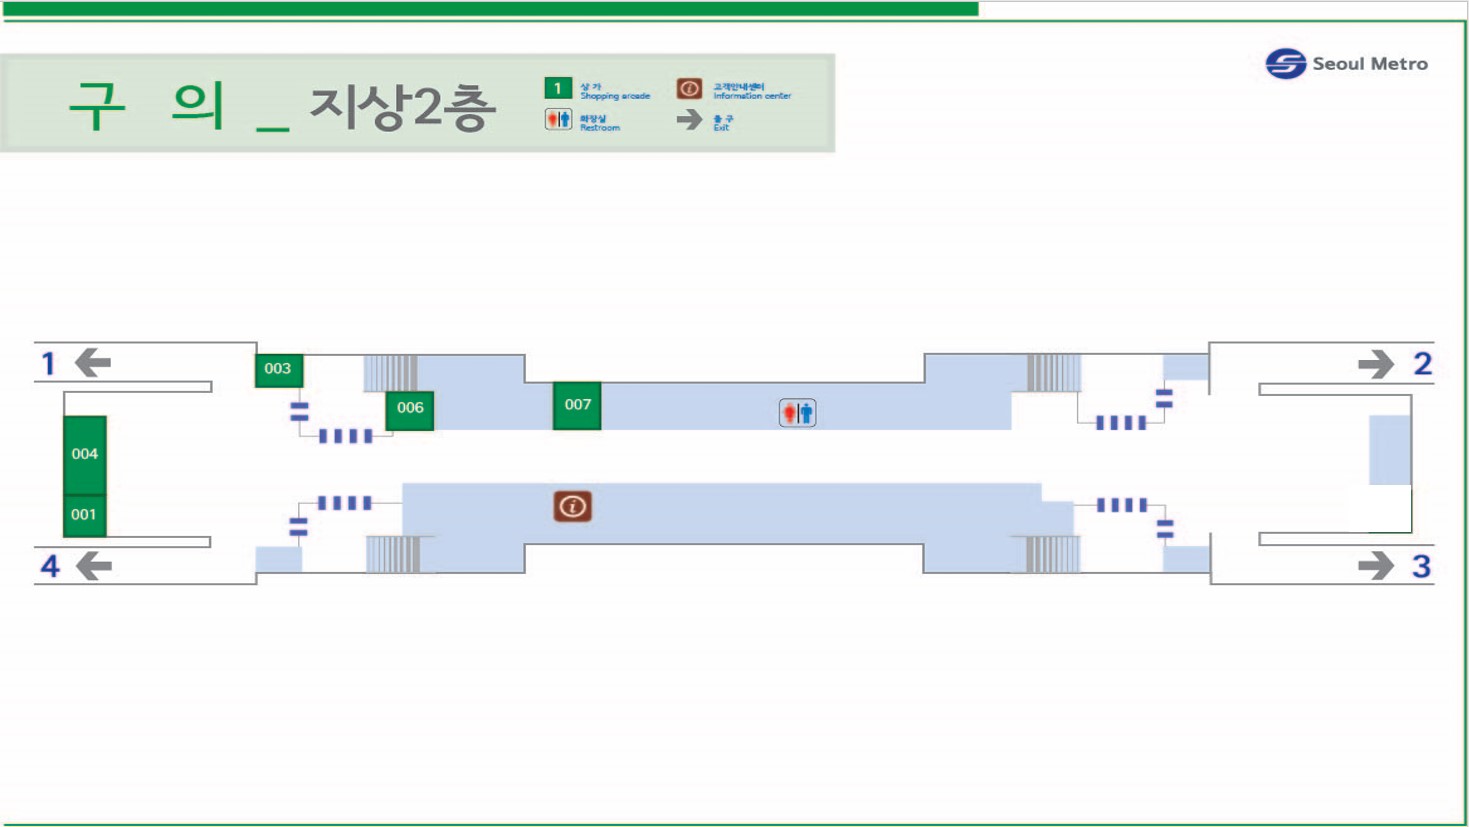 Seoul Metro
구 의 _ 지상2층
1 상가
Shopping arcade
고객안내센터
Information center
화장실
Restroom
출구
Exit
1
003
2
006
007
004
001
4
3